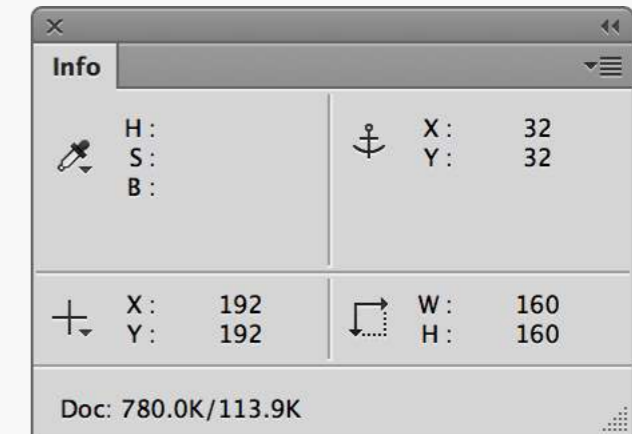 Info
H :
S :
B :
X : 32
Y : 32
X : 192
Y : 192
W : 160
H : 160
Doc: 780.0K/113.9K